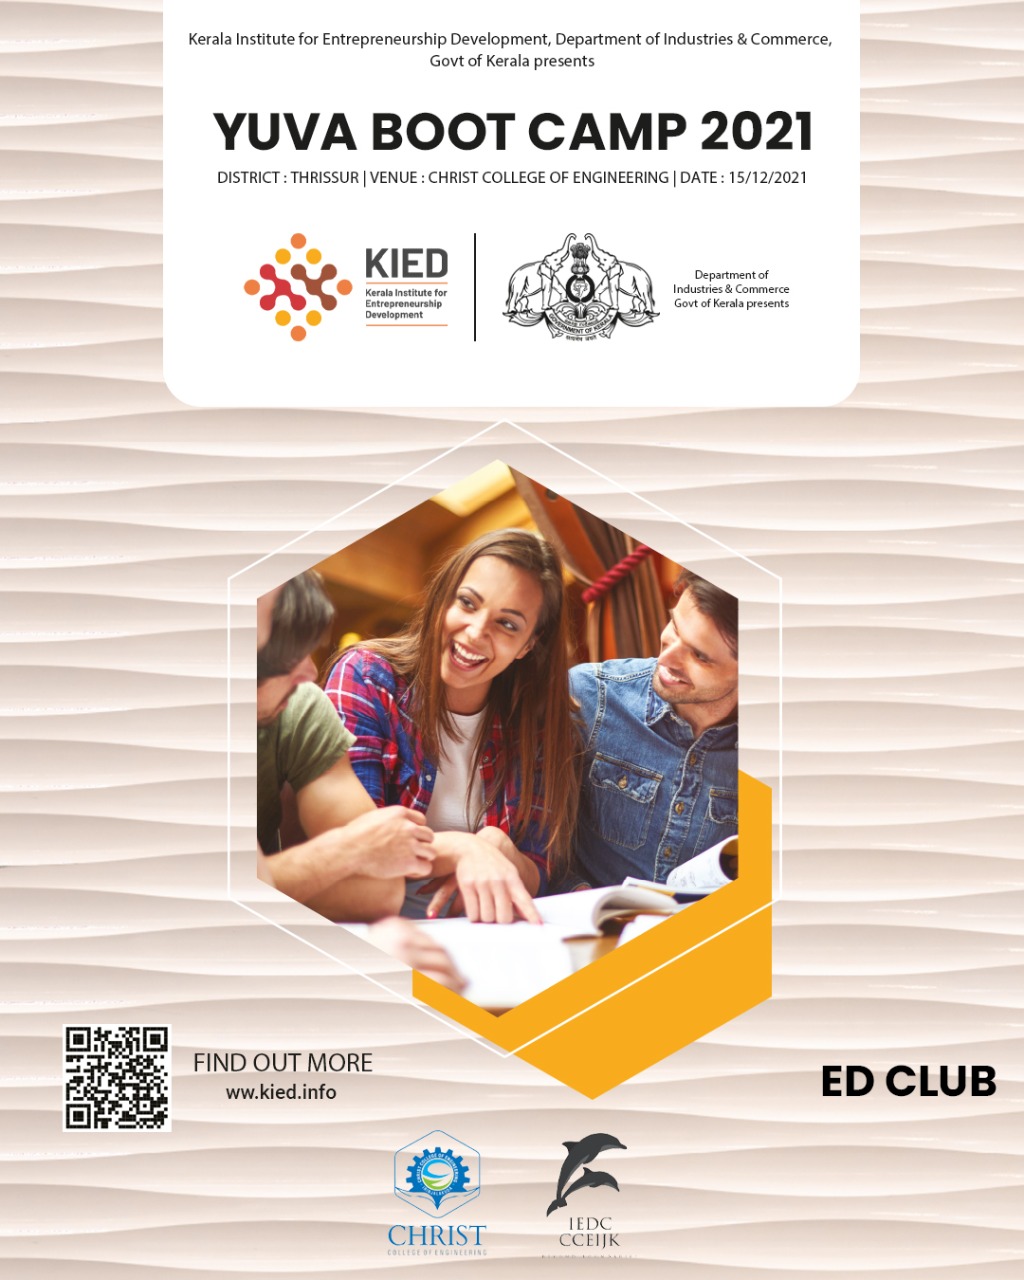 Kerala Institute for Entrepreneurship Development, Department of Industries & Commerce,
Govt of Kerala presents
YUVA BOOT CAMP 2021
DISTRICT : THRISSUR | VENUE : CHRIST COLLEGE OF ENGINEERING | DATE : 15/12/2021
KIED
Kerala Institute for
Entrepreneurship
Development
GOVERNMENT OF KERALA
Department of
Industries & Commerce
Govt of Kerala presents
FIND OUT MORE
ww.kied.info
ED CLUB
CHRIST
COLLEGE OF ENGINEERING
IEDC
CCEIJK